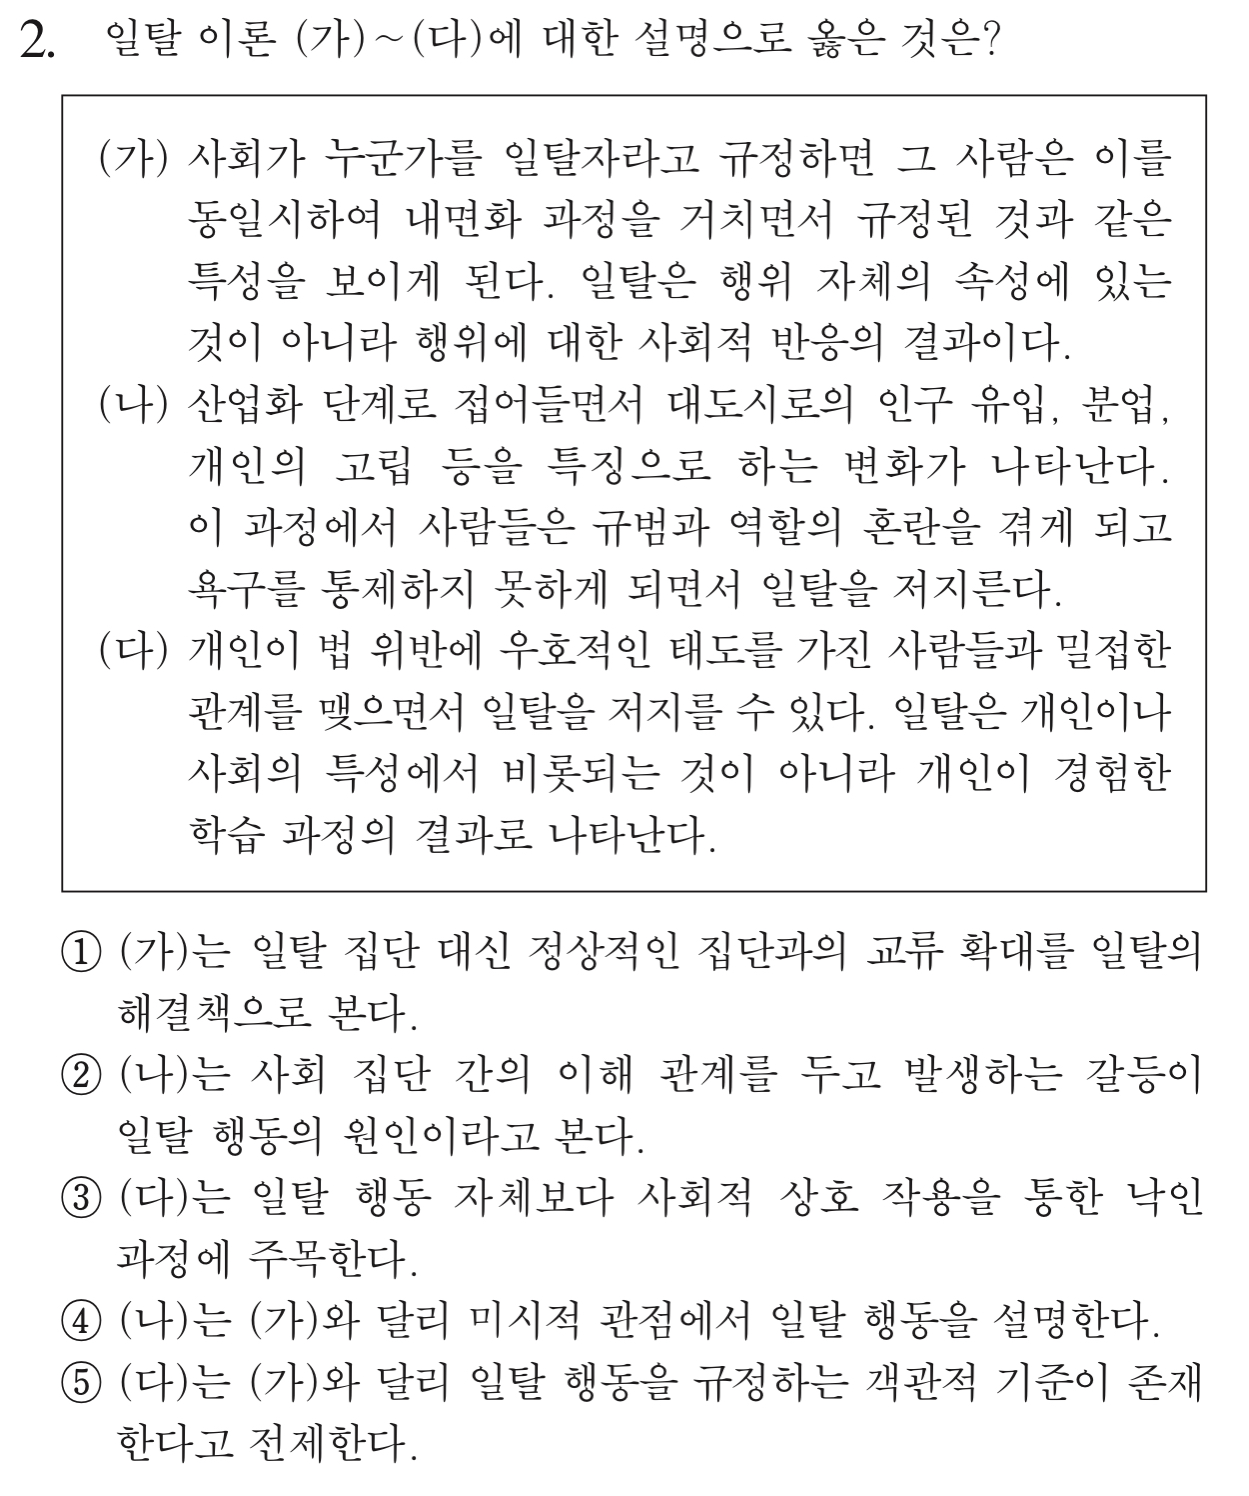 2. 일탈 이론 (가)~(다)에 대한 설명으로 옳은 것은?
(가) 사회가 누군가를 일탈자라고 규정하면 그 사람은 이를
동일시하여 내면화 과정을 거치면서 규정된 것과 같은
특성을 보이게 된다. 일탈은 행위 자체의 속성에 있는
것이 아니라 행위에 대한 사회적 반응의 결과이다.
(나) 산업화 단계로 접어들면서 대도시로의 인구 유입, 분업,
개인의 고립 등을 특징으로 하는 변화가 나타난다.
이 과정에서 사람들은 규범과 역할의 혼란을 겪게 되고
욕구를 통제하지 못하게 되면서 일탈을 저지른다.
(다) 개인이 법 위반에 우호적인 태도를 가진 사람들과 밀접한
관계를 맺으면서 일탈을 저지를 수 있다. 일탈은 개인이나
사회의 특성에서 비롯되는 것이 아니라 개인이 경험한
학습 과정의 결과로 나타난다.
① (가)는 일탈 집단 대신 정상적인 집단과의 교류 확대를 일탈의
해결책으로 본다.
② (나)는 사회 집단 간의 이해 관계를 두고 발생하는 갈등이
일탈 행동의 원인이라고 본다.
③ (다)는 일탈 행동 자체보다 사회적 상호 작용을 통한 낙인
과정에 주목한다.
④ (나)는 (가)와 달리 미시적 관점에서 일탈 행동을 설명한다.
⑤ (다)는 (가)와 달리 일탈 행동을 규정하는 객관적 기준이 존재
한다고 전제한다.